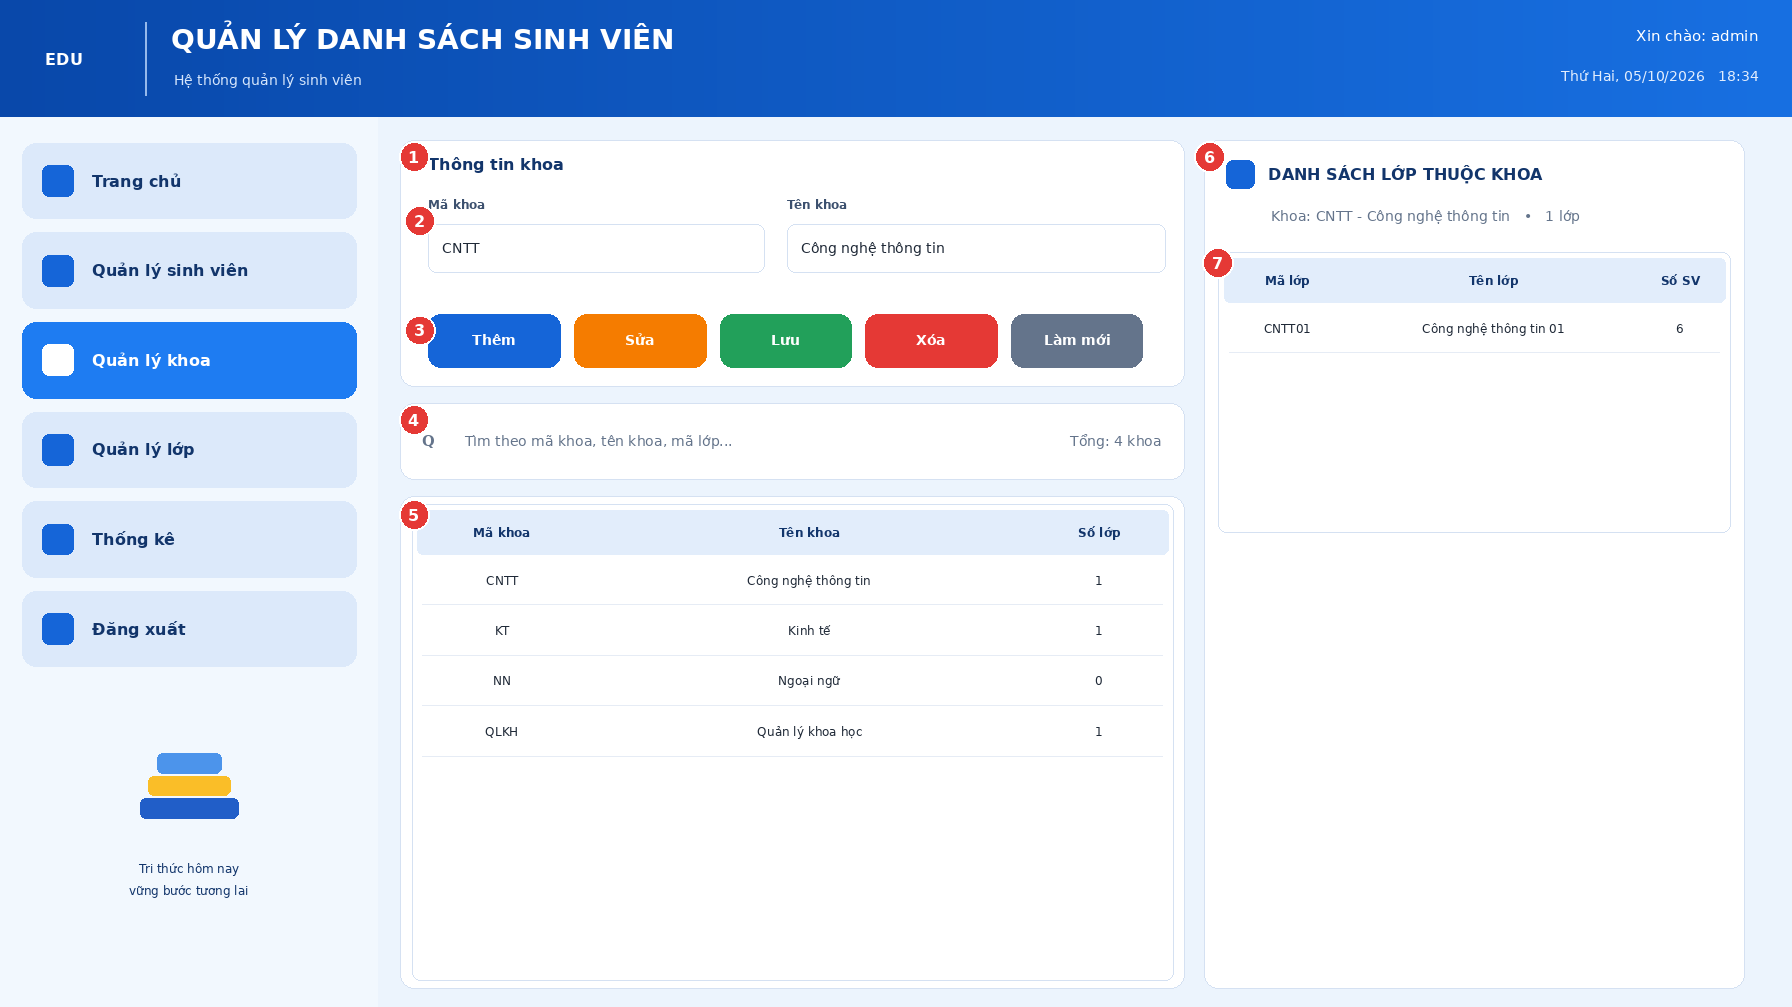 EDU
QUẢN LÝ DANH SÁCH SINH VIÊN
Hệ thống quản lý sinh viên
Xin chào: admin
Thứ Hai, 05/10/2026 18:34
Trang chủ
Quản lý sinh viên
Quản lý khoa
Quản lý lớp
Thống kê
Đăng xuất
Tri thức hôm nay
vững bước tương lai
1 Thông tin khoa
Mã khoa Tên khoa
2
CNTT Công nghệ thông tin
3 Thêm Sửa Lưu Xóa Làm mới
4
Q Tìm theo mã khoa, tên khoa, mã lớp... Tổng: 4 khoa
5
Mã khoa Tên khoa Số lớp
CNTT Công nghệ thông tin 1
KT Kinh tế 1
NN Ngoại ngữ 0
QLKH Quản lý khoa học 1
6
DANH SÁCH LỚP THUỘC KHOA
Khoa: CNTT - Công nghệ thông tin • 1 lớp
7
Mã lớp Tên lớp Số SV
CNTT01 Công nghệ thông tin 01 6